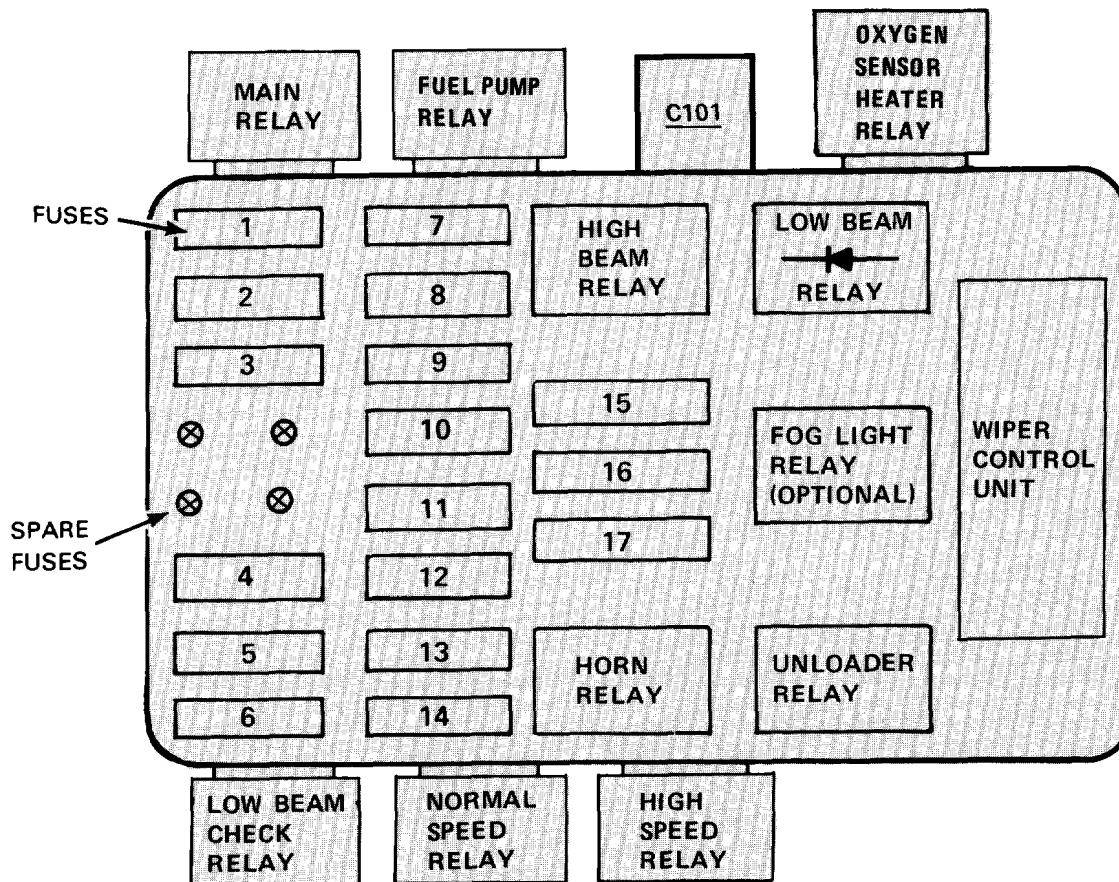 MAIN
RELAY
FUEL PUMP
RELAY
C101
OXYGEN
SENSOR
HEATER
RELAY
FUSES
1
2
3
SPARE
FUSES
4
5
6
7
8
9
10
11
12
13
14
HIGH
BEAM
RELAY
15
16
17
HORN
RELAY
LOW BEAM
RELAY
FOG LIGHT
RELAY
(OPTIONAL)
UNLOADER
RELAY
WIPER
CONTROL
UNIT
LOW BEAM
CHECK
RELAY
NORMAL
SPEED
RELAY
HIGH
SPEED
RELAY